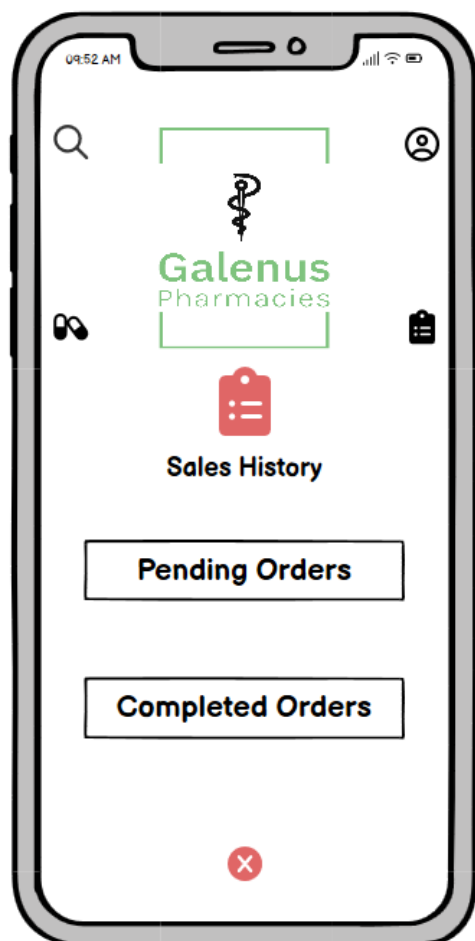 09:52 AM
Galenus
Pharmacies
Sales History
Pending Orders
Completed Orders